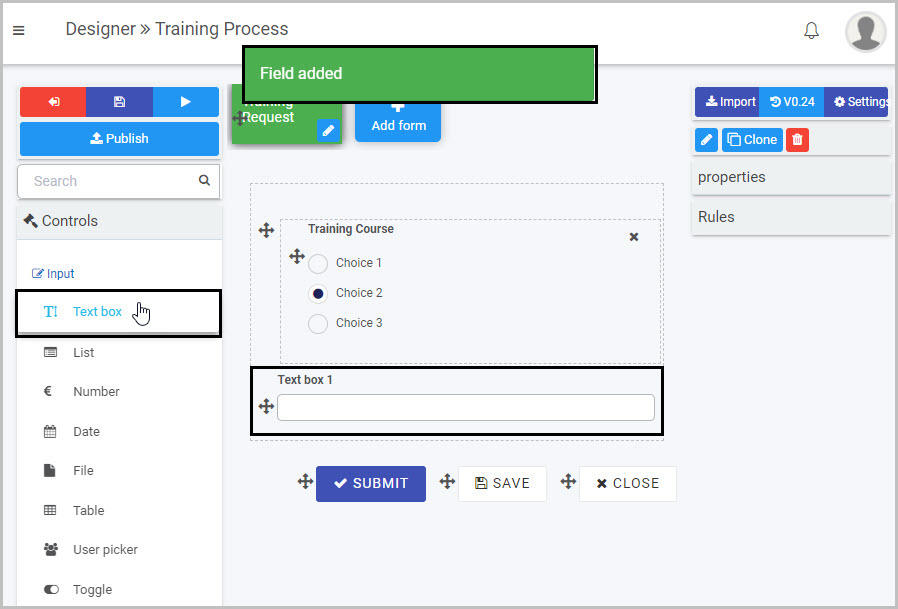 Designer » Training Process
Field added
Training
Request
Add form
Import
V0.24
Settings
Publish
Clone
Search
properties
Controls
Rules
Input
Training Course
Choice 1
Choice 2
Choice 3
Text box
List
Text box 1
Number
Date
File
SUBMIT
SAVE
CLOSE
Table
User picker
Toggle